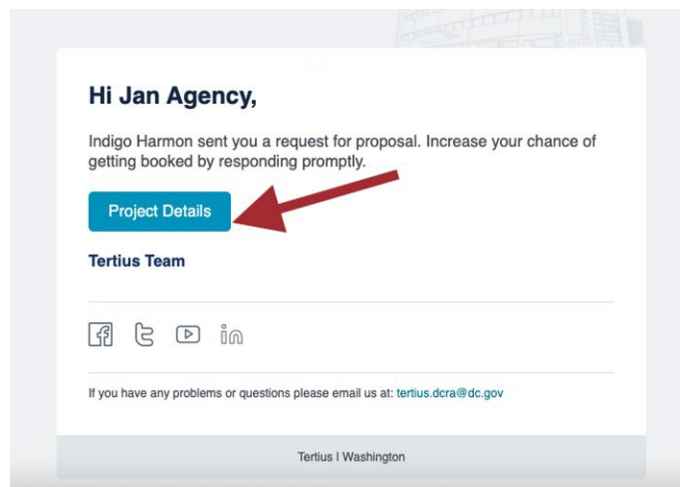 Hi Jan Agency,
Indigo Harmon sent you a request for proposal. Increase your chance of
getting booked by responding promptly.
Project Details
Tertius Team
If you have any problems or questions please email us at: tertius.dcra@dc.gov
Tertius I Washington